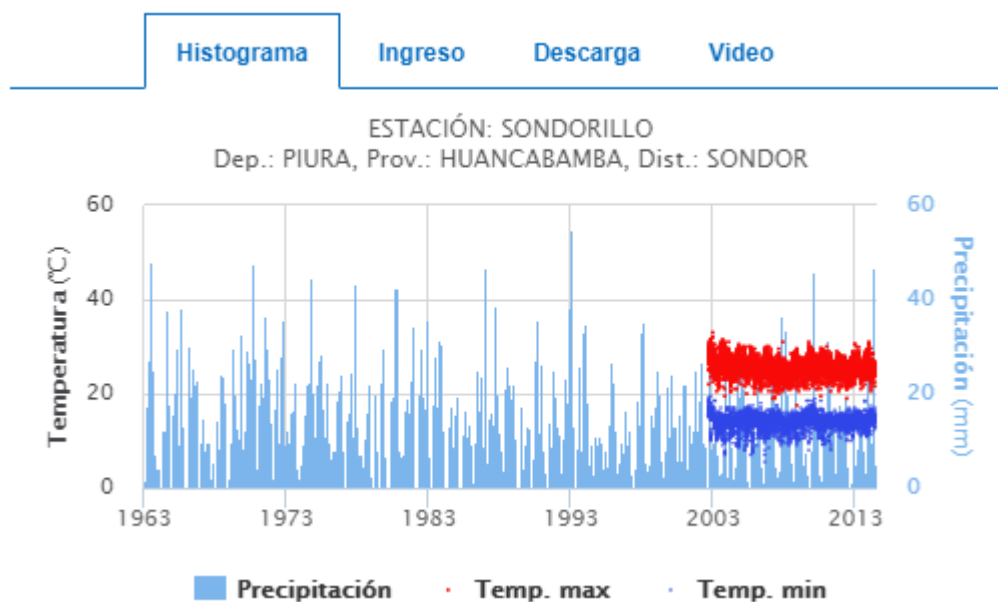 Histograma Ingreso Descarga Video
ESTACIÓN: SONDORILLO
Dep.: PIURA, Prov.: HUANCABAMBA, Dist.: SONDOR
60 60
40 40
20 20
0 0
Temperatura (℃)
Precipitación (mm)
1963 1973 1983 1993 2003 2013
Precipitación Temp. max Temp. min